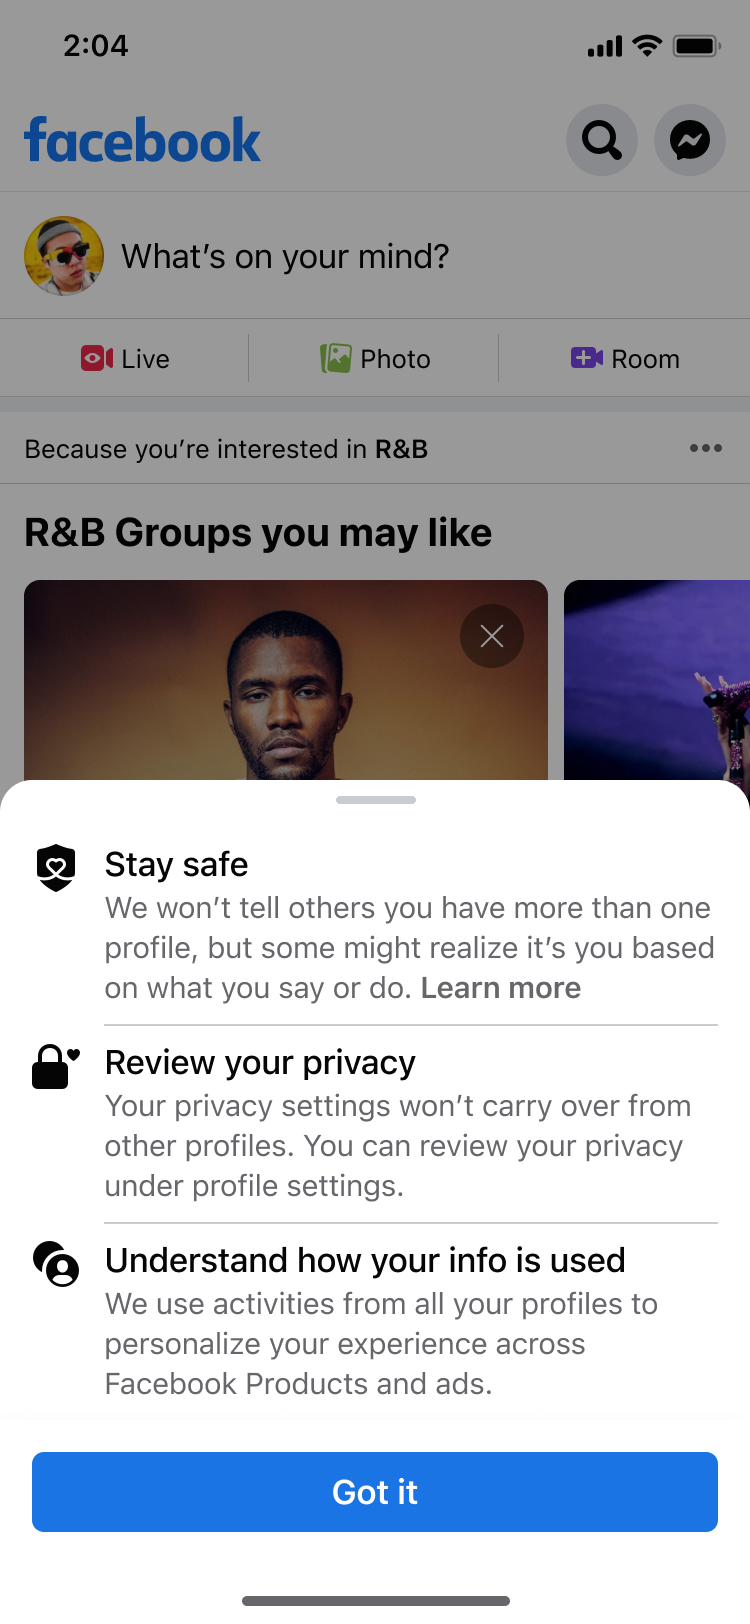 2:04
facebook
What's on your mind?
Live
Photo
Room
Because you're interested in R&B
R&B Groups you may like
Stay safe
We won't tell others you have more than one
profile, but some might realize it's you based
on what you say or do. Learn more
Review your privacy
Your privacy settings won't carry over from
other profiles. You can review your privacy
under profile settings.
Understand how your info is used
We use activities from all your profiles to
personalize your experience across
Facebook Products and ads.
Got it